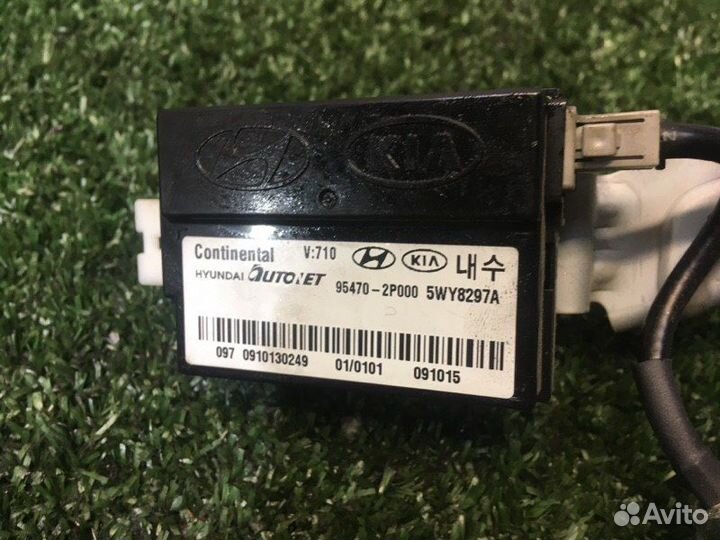 KIA
Continental V:710 KIA 내수
HYUNDAI AUTONET 95470-2P000 5WY8297A
097 0910130249 01/0101 091015
Avito